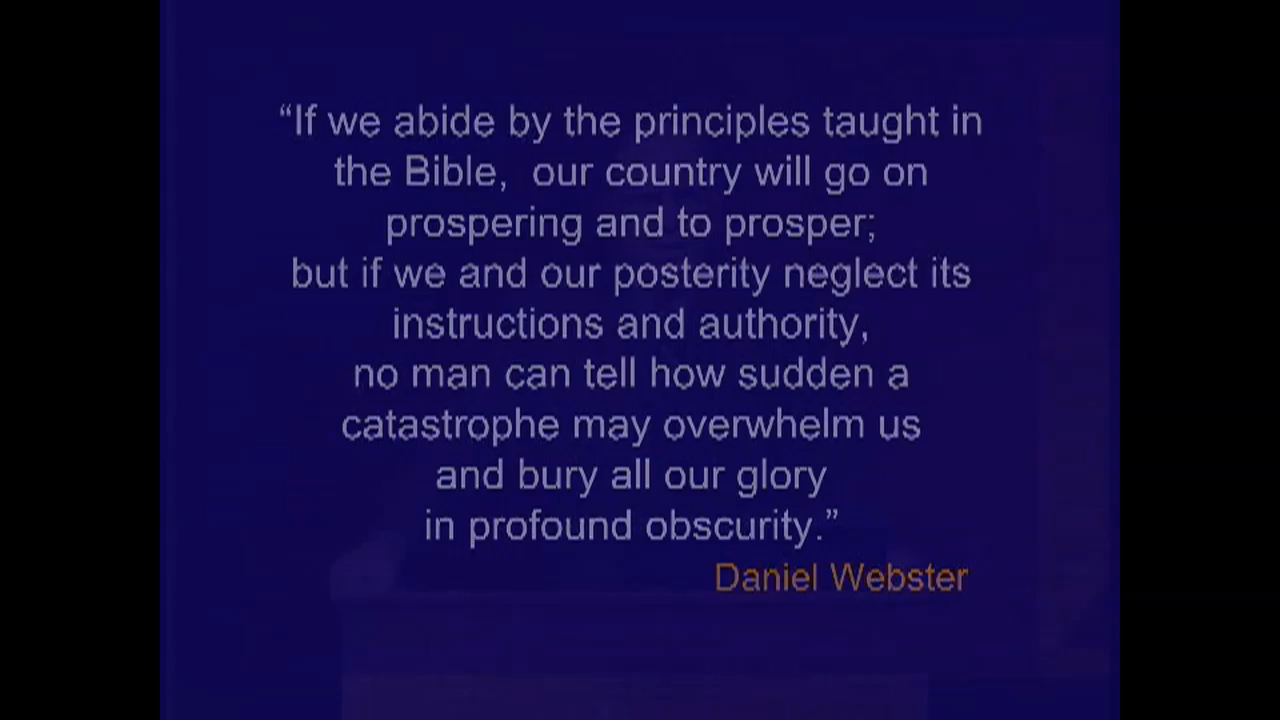 “If we abide by the principles taught in
the Bible,  our country will go on
prospering and to prosper;
but if we and our posterity neglect its
instructions and authority,
no man can tell how sudden a
catastrophe may overwhelm us
and bury all our glory
in profound obscurity.”
Daniel Webster